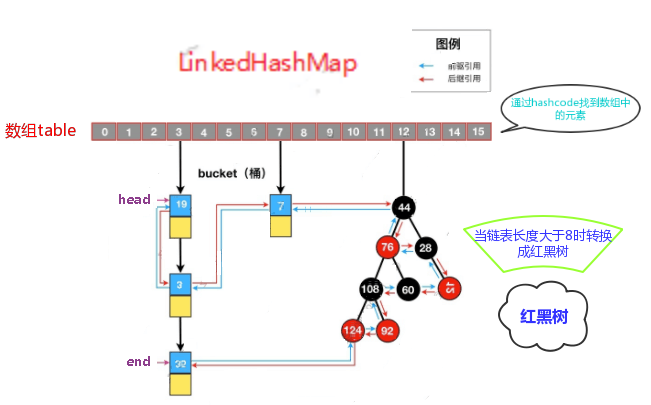 LinkedHashMap
图例
前驱引用
后继引用
通过hashcode找到数组中
的元素
数组table
0 1 2 3 4 5 6 7 8 9 10 11 12 13 14 15
bucket（桶）
head
19
7
44
76
28
当链表长度大于8时转换
成红黑树
3
108
60
红黑树
124
92
end